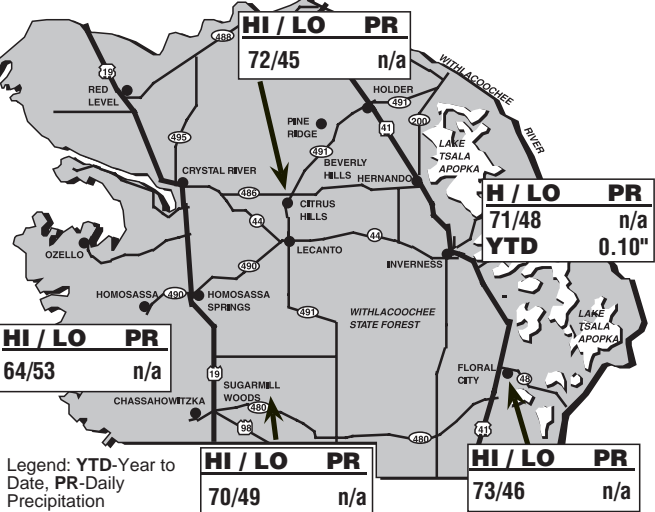 HI / LO PR
72/45 n/a
488
19
RED
LEVEL
HOLDER
491
WITHLACOOCHEE
RIVER
PINE
RIDGE
41
200
495
491
LAKE
TSALA
APOPKA
BEVERLY
HILLS
CRYSTAL RIVER
HERNANDO
486
H / LO PR
71/48 n/a
YTD 0.10"
CITRUS
HILLS
44
44
OZELLO
LECANTO
INVERNESS
490
HOMOSASSA
490
HOMOSASSA
SPRINGS
491
WITHLACOOCHEE
STATE FOREST
LAKE
TSALA
APOPKA
HI / LO PR
64/53 n/a
19
FLORAL
CITY
48
SUGARMILL
WOODS
CHASSAHOWITZKA
480
98
480
41
HI / LO PR
70/49 n/a
HI / LO PR
73/46 n/a
Legend: YTD-Year to
Date, PR-Daily
Precipitation